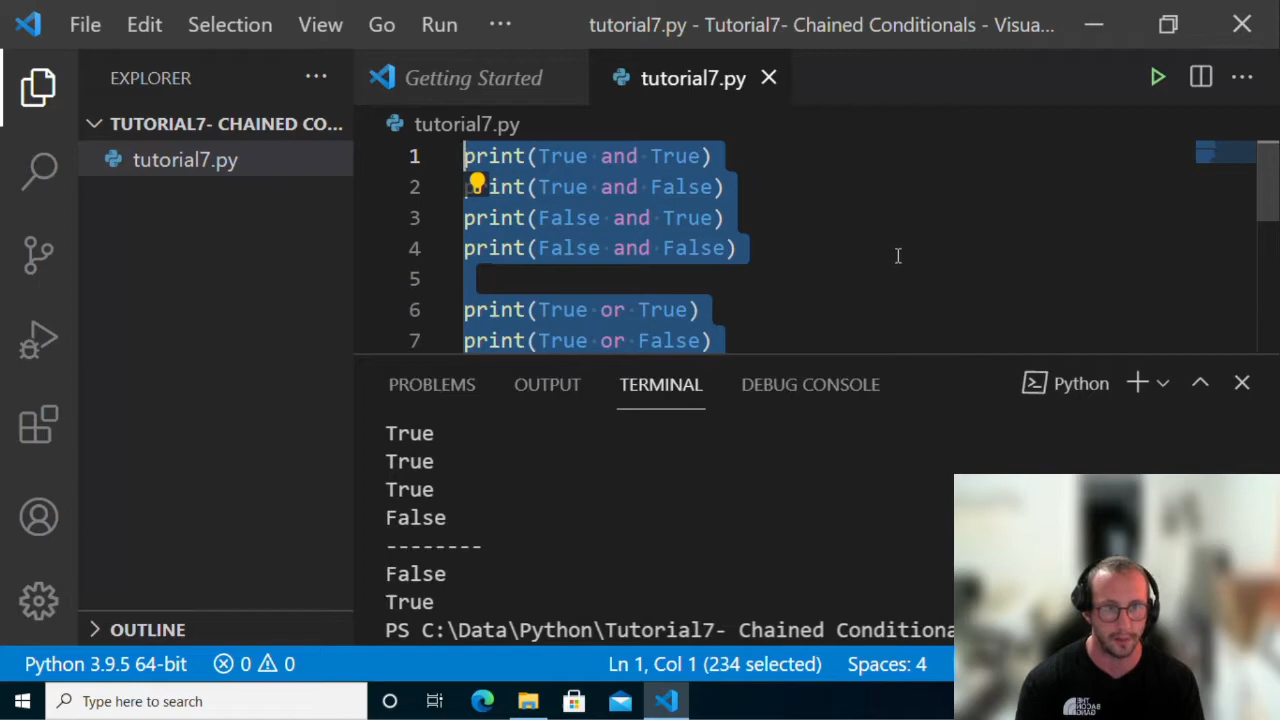 File Edit Selection View Go Run ··· tutorial7.py - Tutorial7- Chained Conditionals - Visua...
EXPLORER ···
Getting Started
tutorial7.py
TUTORIAL7- CHAINED CO...
tutorial7.py
tutorial7.py
1 print(True and True)
2 print(True and False)
3 print(False and True)
4 print(False and False)
5
6 print(True or True)
7 print(True or False)
PROBLEMS OUTPUT TERMINAL DEBUG CONSOLE Python
True
True
True
False
--------
False
True
PS C:\Data\Python\Tutorial7- Chained Conditiona
OUTLINE
Python 3.9.5 64-bit 0 0 Ln 1, Col 1 (234 selected) Spaces: 4
Type here to search
THE
BACON
GANG